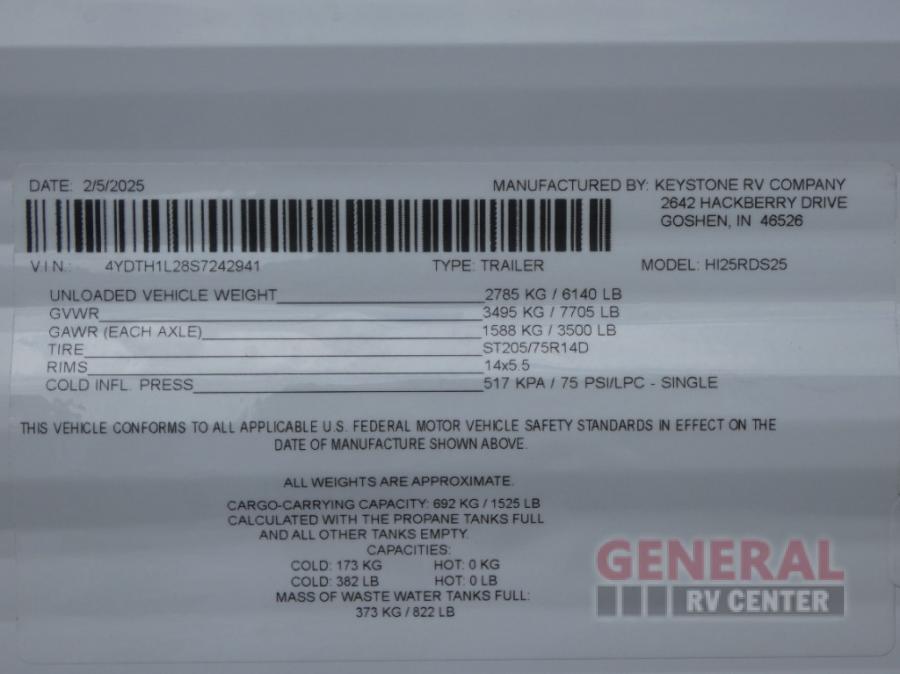 DATE: 2/5/2025
MANUFACTURED BY: KEYSTONE RV COMPANY
2642 HACKBERRY DRIVE
GOSHEN, IN 46526
V I N.: 4YDTH1L28S7242941 TYPE: TRAILER MODEL: HI25RDS25
UNLOADED VEHICLE WEIGHT 2785 KG / 6140 LB
GVWR 3495 KG / 7705 LB
GAWR (EACH AXLE) 1588 KG / 3500 LB
TIRE ST205/75R14D
RIMS 14x5.5
COLD INFL. PRESS 517 KPA / 75 PSI/LPC - SINGLE
THIS VEHICLE CONFORMS TO ALL APPLICABLE U.S. FEDERAL MOTOR VEHICLE SAFETY STANDARDS IN EFFECT ON THE
DATE OF MANUFACTURE SHOWN ABOVE.
ALL WEIGHTS ARE APPROXIMATE.
CARGO-CARRYING CAPACITY: 692 KG / 1525 LB
CALCULATED WITH THE PROPANE TANKS FULL
AND ALL OTHER TANKS EMPTY.
CAPACITIES:
COLD: 173 KG HOT: 0 KG
COLD: 382 LB HOT: 0 LB
MASS OF WASTE WATER TANKS FULL:
373 KG / 822 LB
GENERAL
RV CENTER